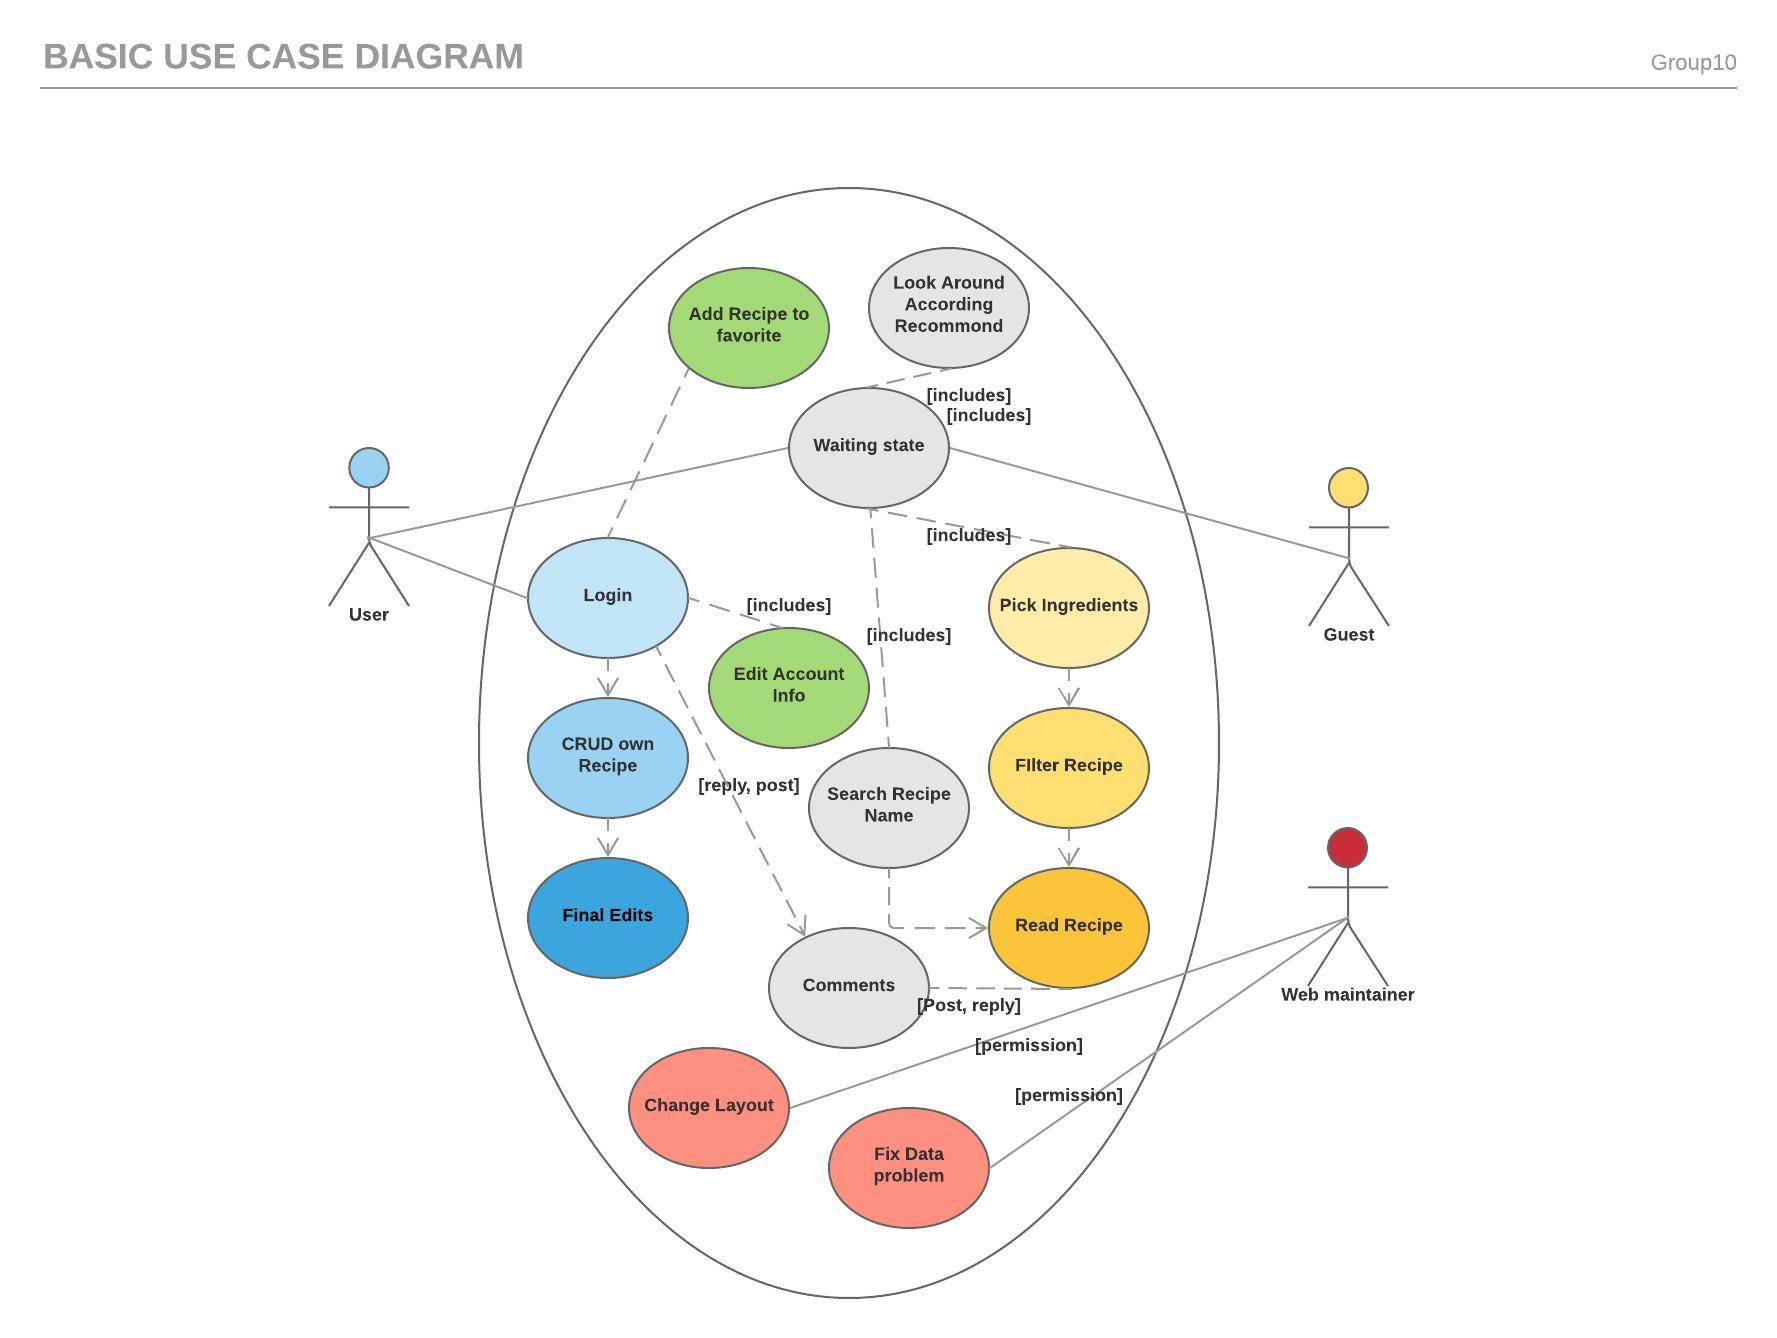 BASIC USE CASE DIAGRAM
Group10
Look Around
According
Recommond
Add Recipe to
favorite
[includes]
[includes]
Waiting state
[includes]
Login
[includes]
Pick Ingredients
User
[includes]
Guest
Edit Account
Info
CRUD own
Recipe
FIlter Recipe
[reply, post]
Search Recipe
Name
Final Edits
Read Recipe
Comments
Web maintainer
[Post, reply]
[permission]
[permission]
Change Layout
Fix Data
problem